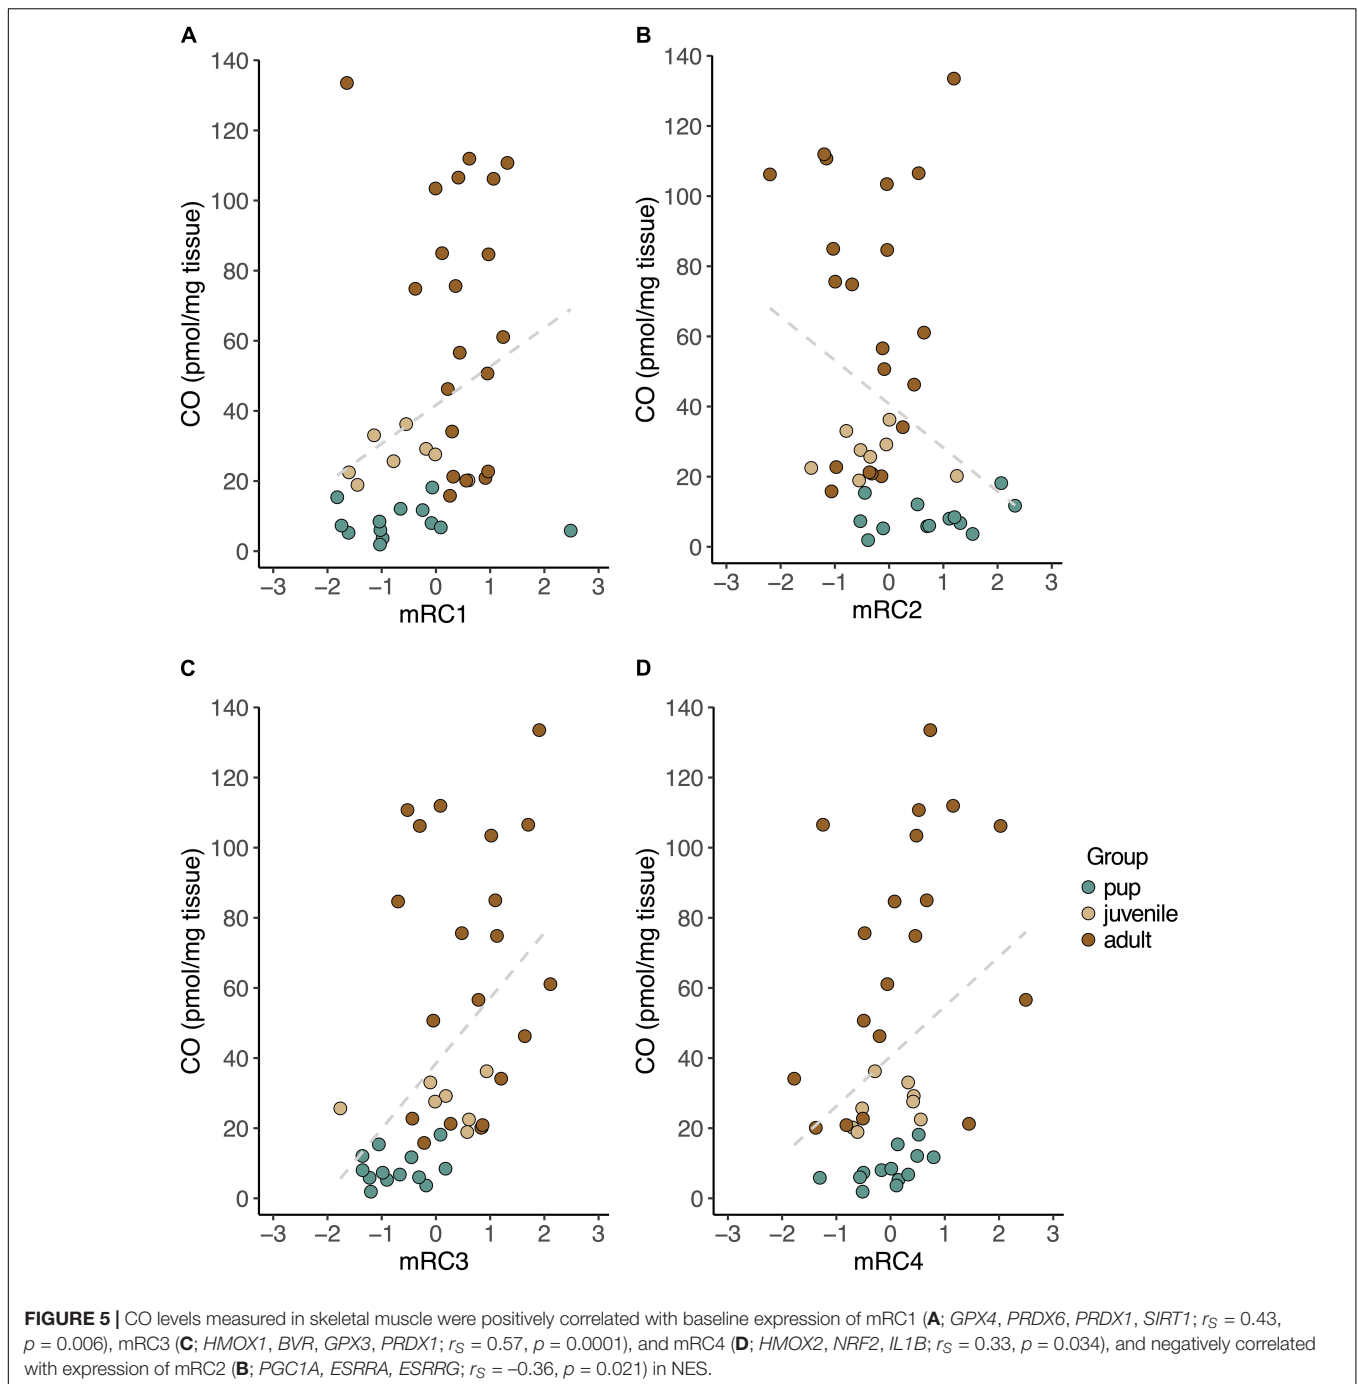 A
140
120
100
80
60
40
20
0
CO (pmol/mg tissue)
−3 −2 −1 0 1 2 3
mRC1
B
140
120
100
80
60
40
20
0
CO (pmol/mg tissue)
−3 −2 −1 0 1 2 3
mRC2
C
140
120
100
80
60
40
20
0
CO (pmol/mg tissue)
−3 −2 −1 0 1 2 3
mRC3
D
140
120
100
80
60
40
20
0
CO (pmol/mg tissue)
−3 −2 −1 0 1 2 3
mRC4
Group
pup
juvenile
adult
FIGURE 5 | CO levels measured in skeletal muscle were positively correlated with baseline expression of mRC1 (A; GPX4, PRDX6, PRDX1, SIRT1; rS = 0.43,
p = 0.006), mRC3 (C; HMOX1, BVR, GPX3, PRDX1; rS = 0.57, p = 0.0001), and mRC4 (D; HMOX2, NRF2, IL1B; rS = 0.33, p = 0.034), and negatively correlated
with expression of mRC2 (B; PGC1A, ESRRA, ESRRG; rS = –0.36, p = 0.021) in NES.